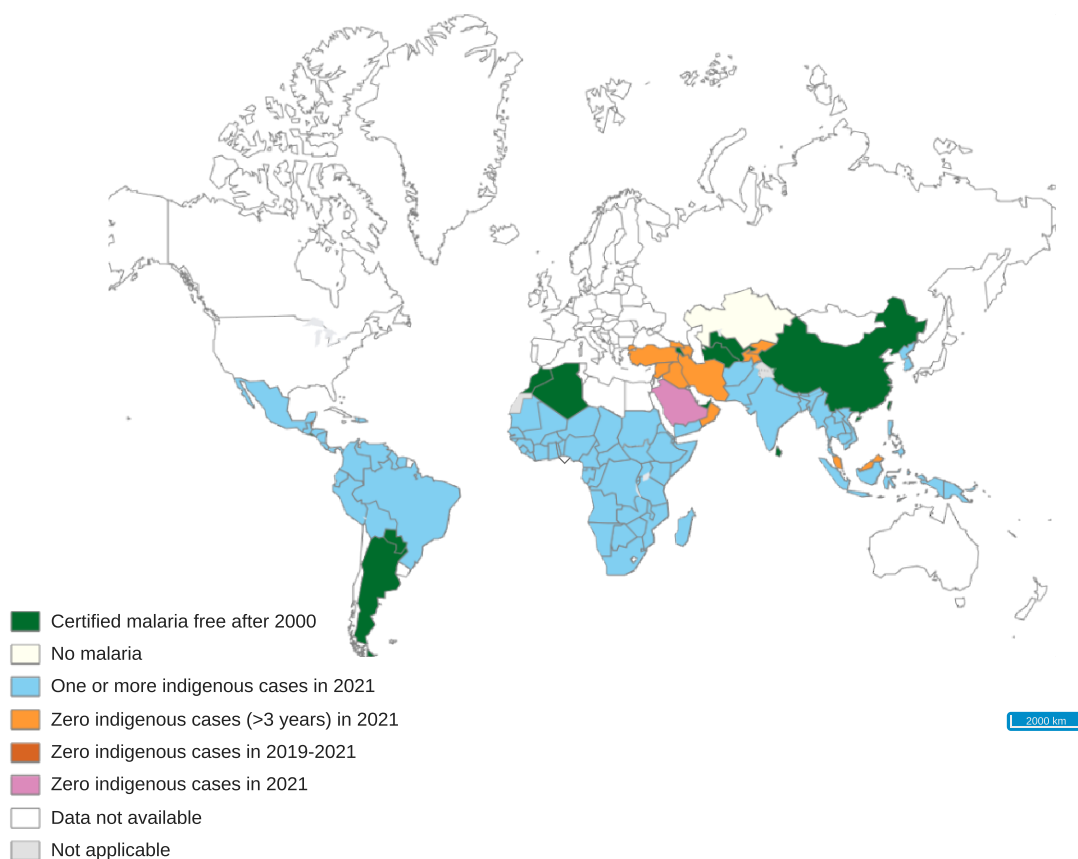 Certified malaria free after 2000
No malaria
One or more indigenous cases in 2021
Zero indigenous cases (>3 years) in 2021
Zero indigenous cases in 2019-2021
Zero indigenous cases in 2021
Data not available
Not applicable
2000 km